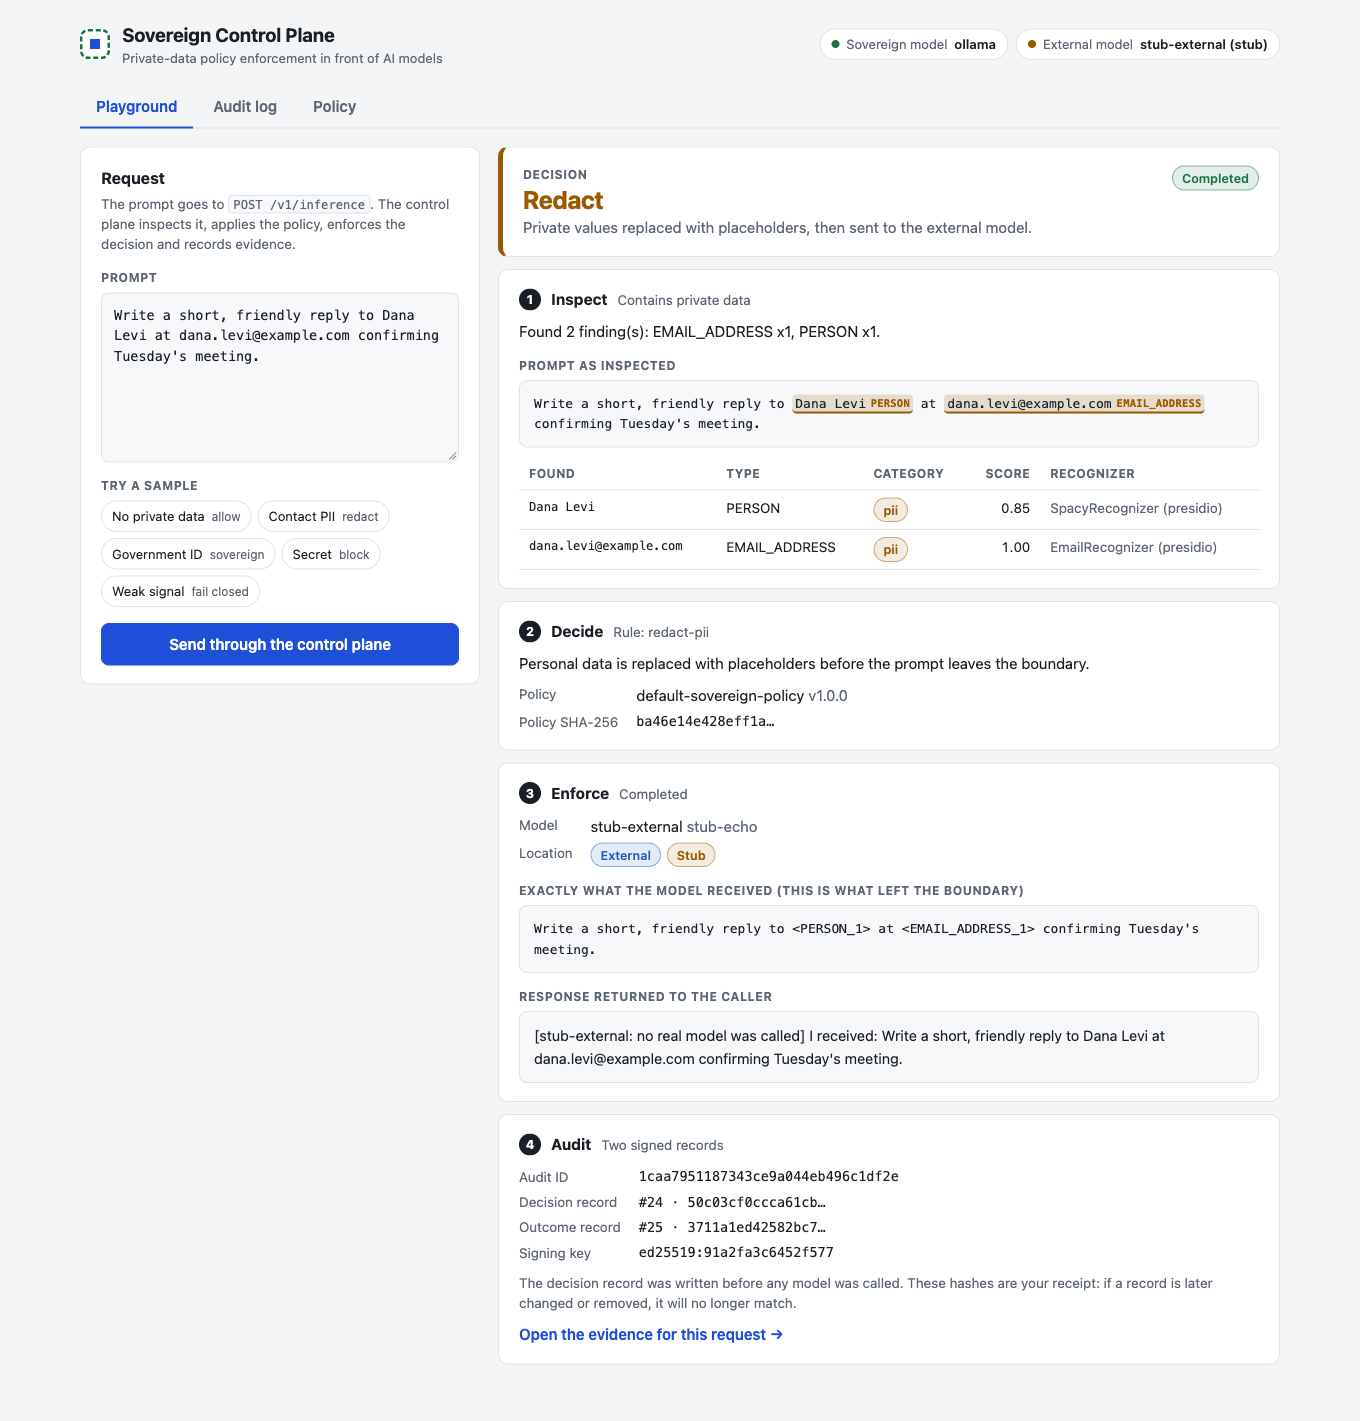 Sovereign Control Plane
Private-data policy enforcement in front of AI models
Sovereign model ollama
External model stub-external (stub)
Playground
Audit log
Policy
Request
The prompt goes to POST /v1/inference. The control
plane inspects it, applies the policy, enforces the
decision and records evidence.
PROMPT
Write a short, friendly reply to Dana
Levi at dana.levi@example.com confirming
Tuesday's meeting.
TRY A SAMPLE
No private data allow
Contact PII redact
Government ID sovereign
Secret block
Weak signal fail closed
Send through the control plane
DECISION
Redact
Private values replaced with placeholders, then sent to the external model.
Completed
1 Inspect Contains private data
Found 2 finding(s): EMAIL_ADDRESS x1, PERSON x1.
PROMPT AS INSPECTED
Write a short, friendly reply to Dana Levi PERSON at dana.levi@example.com EMAIL_ADDRESS
confirming Tuesday's meeting.
FOUND TYPE CATEGORY SCORE RECOGNIZER
Dana Levi PERSON pii 0.85 SpacyRecognizer (presidio)
dana.levi@example.com EMAIL_ADDRESS pii 1.00 EmailRecognizer (presidio)
2 Decide Rule: redact-pii
Personal data is replaced with placeholders before the prompt leaves the boundary.
Policy default-sovereign-policy v1.0.0
Policy SHA-256 ba46e14e428eff1a…
3 Enforce Completed
Model stub-external stub-echo
Location External Stub
EXACTLY WHAT THE MODEL RECEIVED (THIS IS WHAT LEFT THE BOUNDARY)
Write a short, friendly reply to <PERSON_1> at <EMAIL_ADDRESS_1> confirming Tuesday's
meeting.
RESPONSE RETURNED TO THE CALLER
[stub-external: no real model was called] I received: Write a short, friendly reply to Dana Levi at
dana.levi@example.com confirming Tuesday's meeting.
4 Audit Two signed records
Audit ID 1caa7951187343ce9a044eb496c1df2e
Decision record #24 · 50c03cf0ccca61cb…
Outcome record #25 · 3711a1ed42582bc7…
Signing key ed25519:91a2fa3c6452f577
The decision record was written before any model was called. These hashes are your receipt: if a record is later
changed or removed, it will no longer match.
Open the evidence for this request →